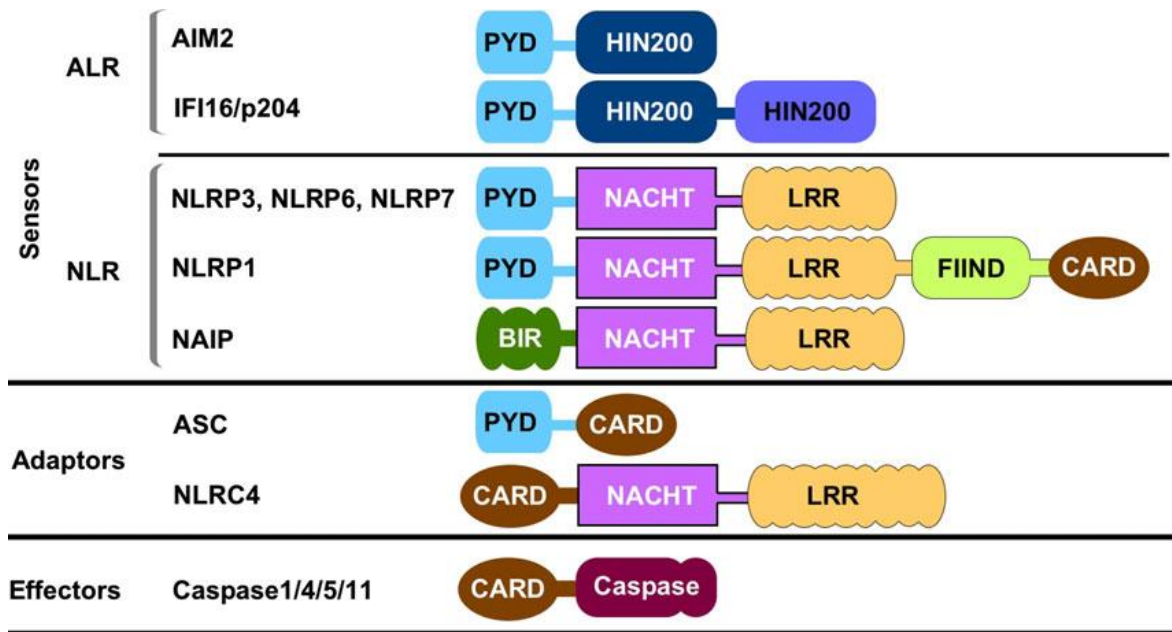 ALR
AIM2 PYD HIN200
IFI16/p204 PYD HIN200 HIN200
Sensors
NLR
NLRP3, NLRP6, NLRP7 PYD NACHT LRR
NLRP1 PYD NACHT LRR FIIND CARD
NAIP BIR NACHT LRR
Adaptors
ASC PYD CARD
NLRC4 CARD NACHT LRR
Effectors Caspase1/4/5/11 CARD Caspase